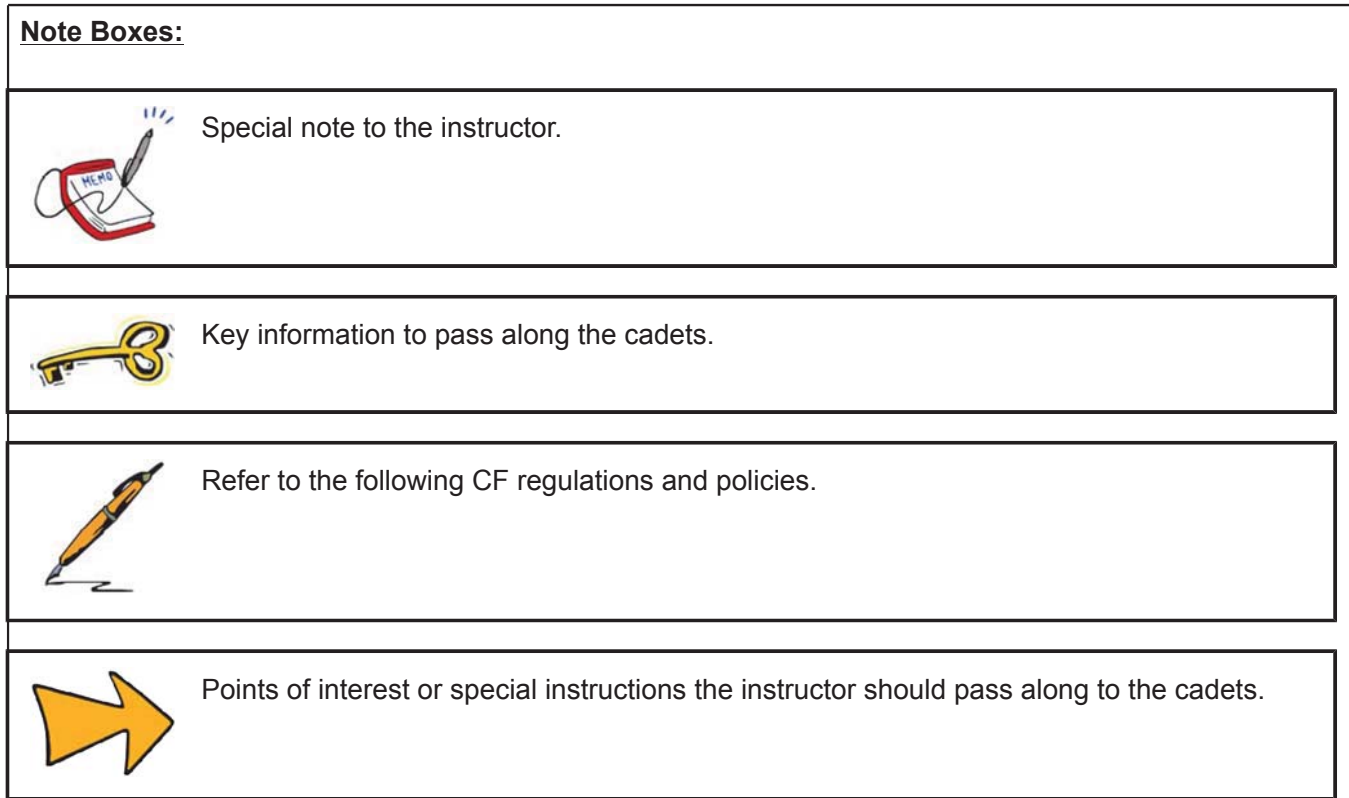 Note Boxes:
Special note to the instructor.
MEMO
Key information to pass along the cadets.
Refer to the following CF regulations and policies.
Points of interest or special instructions the instructor should pass along to the cadets.